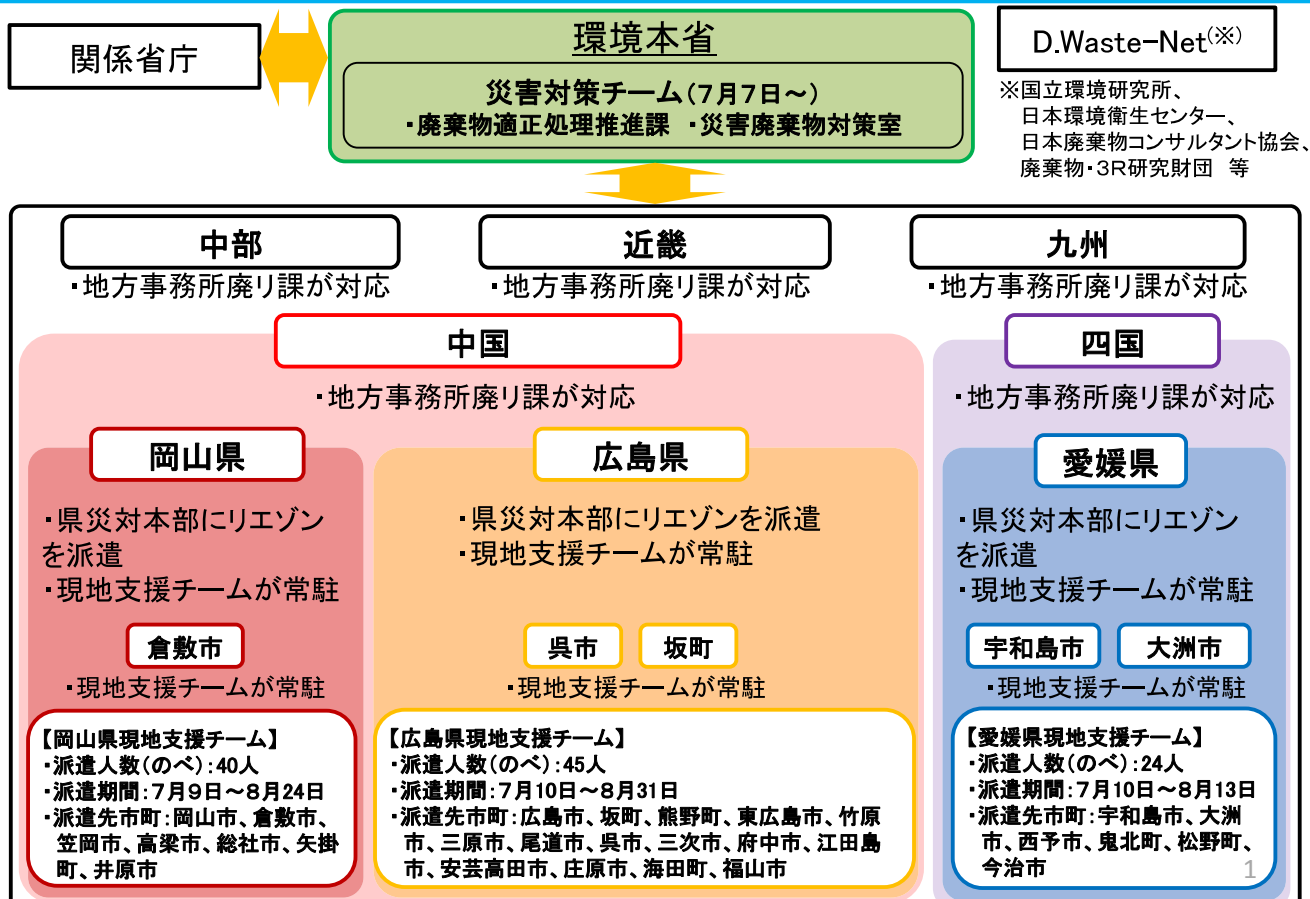 関係省庁
環境本省
災害対策チーム(7月7日~)
・廃棄物適正処理推進課 ・災害廃棄物対策室
D.Waste-Net(※)
※国立環境研究所、
日本環境衛生センター、
日本廃棄物コンサルタント協会、
廃棄物・3R研究財団 等
中部
・地方事務所廃リ課が対応
近畿
・地方事務所廃リ課が対応
九州
・地方事務所廃リ課が対応
中国
・地方事務所廃リ課が対応
四国
・地方事務所廃リ課が対応
岡山県
・県災対本部にリエゾン
を派遣
・現地支援チームが常駐
倉敷市
・現地支援チームが常駐
【岡山県現地支援チーム】
・派遣人数(のべ):40人
・派遣期間:7月9日~8月24日
・派遣先市町:岡山市、倉敷市、
笠岡市、高梁市、総社市、矢掛
町、井原市
広島県
・県災対本部にリエゾンを派遣
・現地支援チームが常駐
呉市 坂町
・現地支援チームが常駐
【広島県現地支援チーム】
・派遣人数(のべ):45人
・派遣期間:7月10日~8月31日
・派遣先市町:広島市、坂町、熊野町、東広島市、竹原
市、三原市、尾道市、呉市、三次市、府中市、江田島
市、安芸高田市、庄原市、海田町、福山市
愛媛県
・県災対本部にリエゾン
を派遣
・現地支援チームが常駐
宇和島市 大洲市
・現地支援チームが常駐
【愛媛県現地支援チーム】
・派遣人数(のべ):24人
・派遣期間:7月10日~8月13日
・派遣先市町:宇和島市、大洲
市、西予市、鬼北町、松野町、
今治市
1